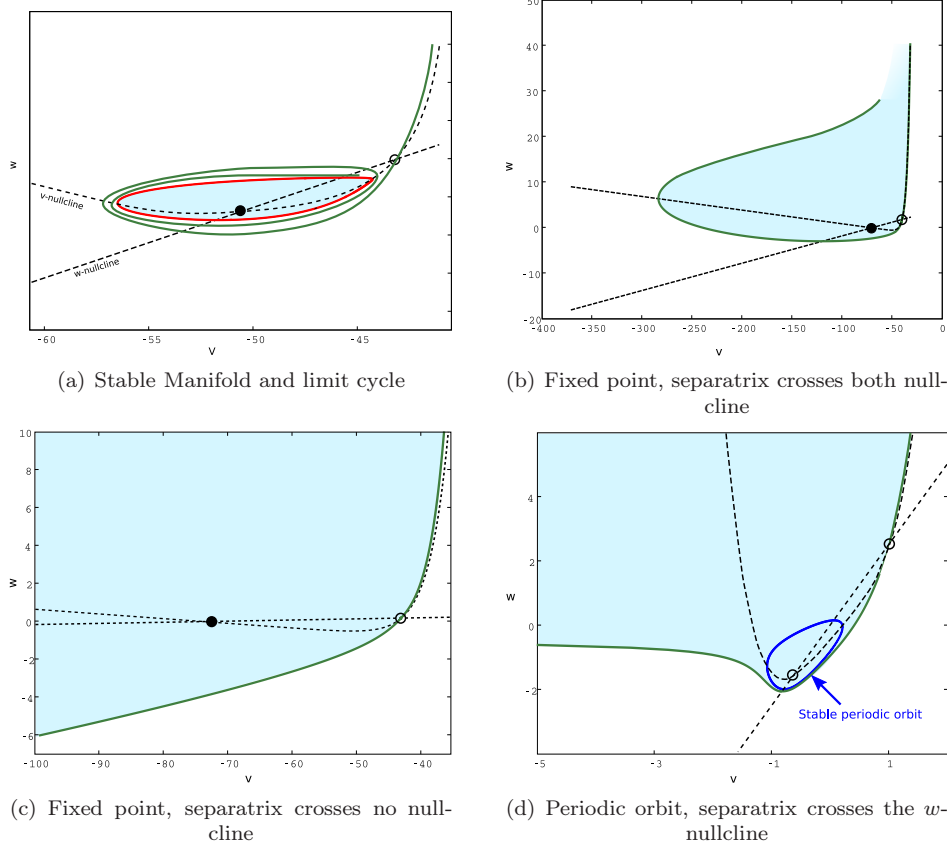 w
v-nullcline
w-nullcline
-60
-55
-50
-45
V
(a) Stable Manifold and limit cycle
50
40
30
20
10
0
-10
-20
w
-400
-350
-300
-250
-200
-150
-100
-50
0
v
(b) Fixed point, separatrix crosses both null-
cline
10
8
6
4
2
0
-2
-4
-6
w
-100
-90
-80
-70
-60
-50
-40
v
(c) Fixed point, separatrix crosses no null-
cline
4
2
0
-2
w
Stable periodic orbit
-5
-3
-1
1
v
(d) Periodic orbit, separatrix crosses the w-
nullcline